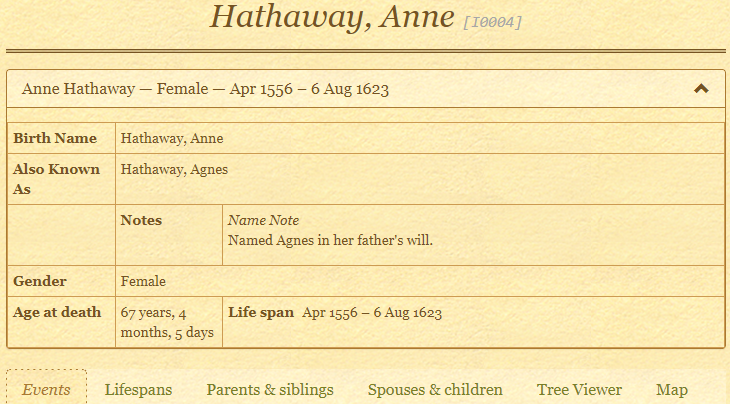 Hathaway, Anne [I0004]
Anne Hathaway — Female — Apr 1556 – 6 Aug 1623
Birth Name Hathaway, Anne
Also Known As Hathaway, Agnes
Notes Name Note
Named Agnes in her father's will.
Gender Female
Age at death 67 years, 4 months, 5 days Life span Apr 1556 – 6 Aug 1623
Events Lifespans Parents & siblings Spouses & children Tree Viewer Map